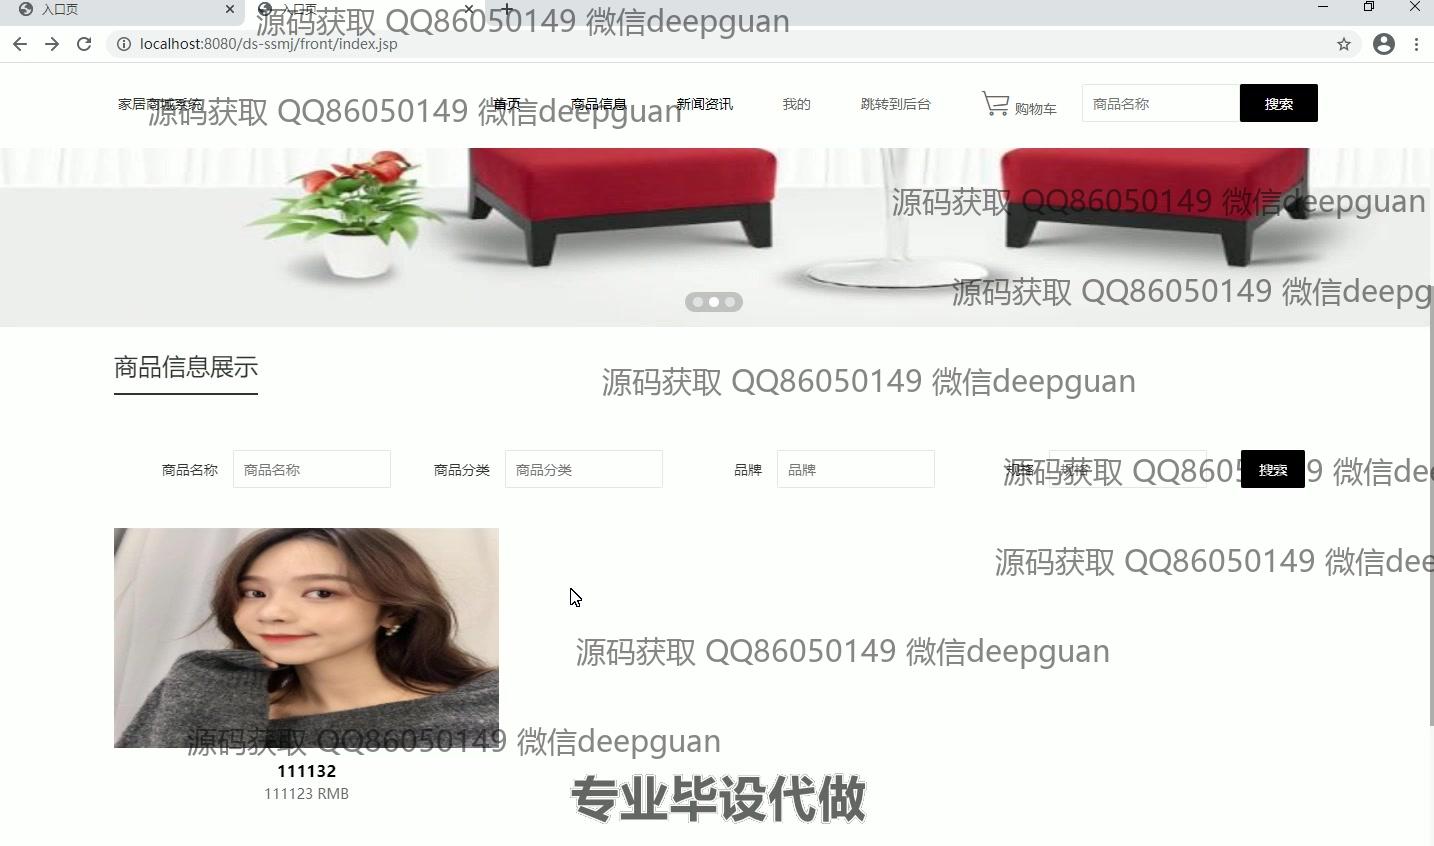 入口页
入口页
源码获取 QQ86050149 微信deepguan
localhost:8080/ds-ssmj/front/index.jsp
家居商城系统 首页 商品信息 新闻资讯 我的 跳转到后台 购物车 商品名称 搜索
源码获取 QQ86050149 微信deepguan
源码获取 QQ86050149 微信deepguan
源码获取 QQ86050149 微信deepg
商品信息展示
源码获取 QQ86050149 微信deepguan
商品名称 商品名称 商品分类 商品分类 品牌 品牌 规格 规格 搜索
源码获取 QQ86050149 微信dee
源码获取 QQ86050149 微信dee
源码获取 QQ86050149 微信deepguan
源码获取 QQ86050149 微信deepguan
111132
111123 RMB
专业毕设代做